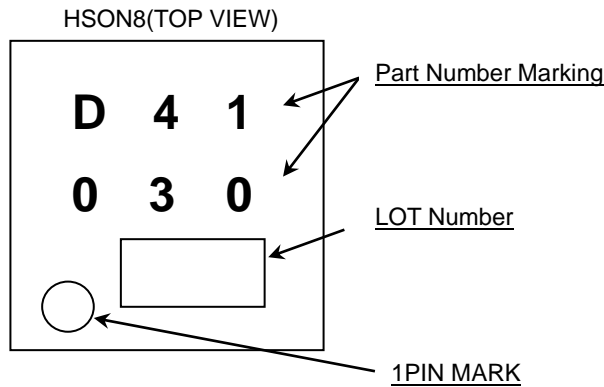 HSON8(TOP VIEW)
D 4 1
Part Number Marking
0 3 0
LOT Number
1PIN MARK